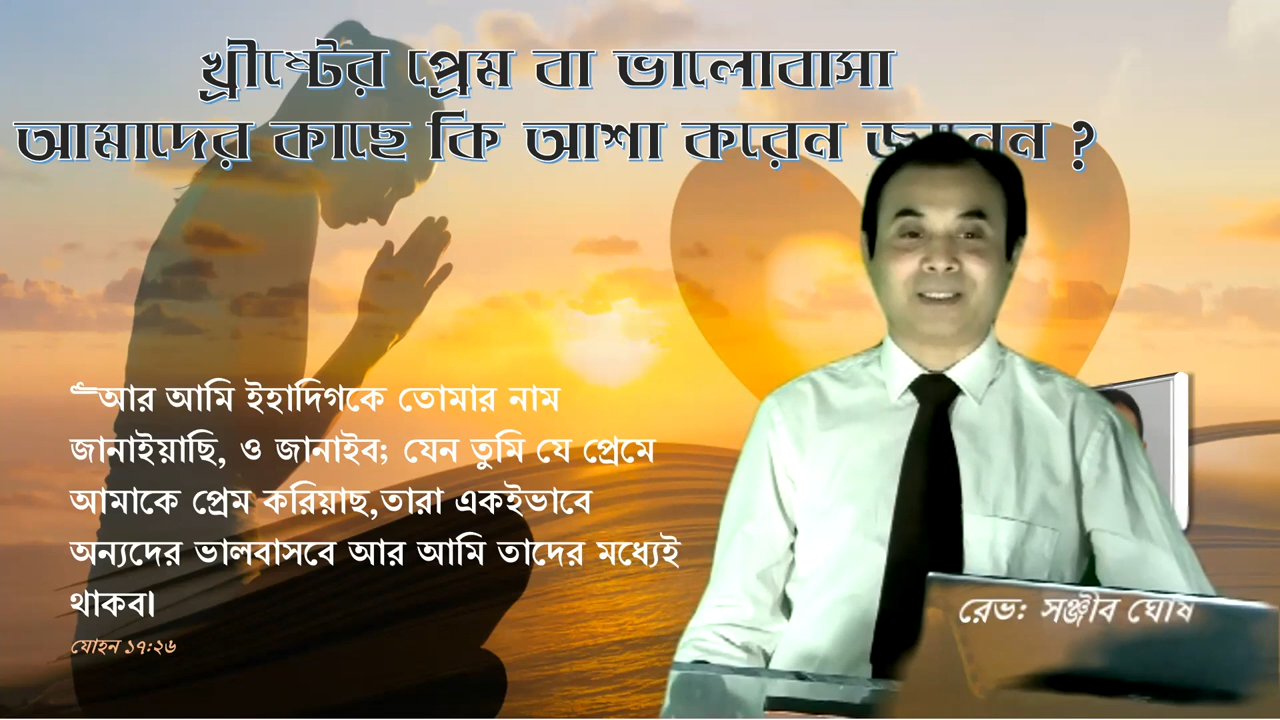 খ্রীষ্টের প্রেম বা ভালোবাসা
আমাদের কাছে কি আশা করেন জানেন ?
আর আমি ইহাদিগকে তোমার নাম
জানাইয়াছি, ও জানাইব; যেন তুমি যে প্রেমে
আমাকে প্রেম করিয়াছ,তারা একইভাবে
অন্যদের ভালবাসবে আর আমি তাদের মধ্যেই
থাকব৷
যোহন ১৭:২৬
রেভ: সঞ্জীব ঘোষ